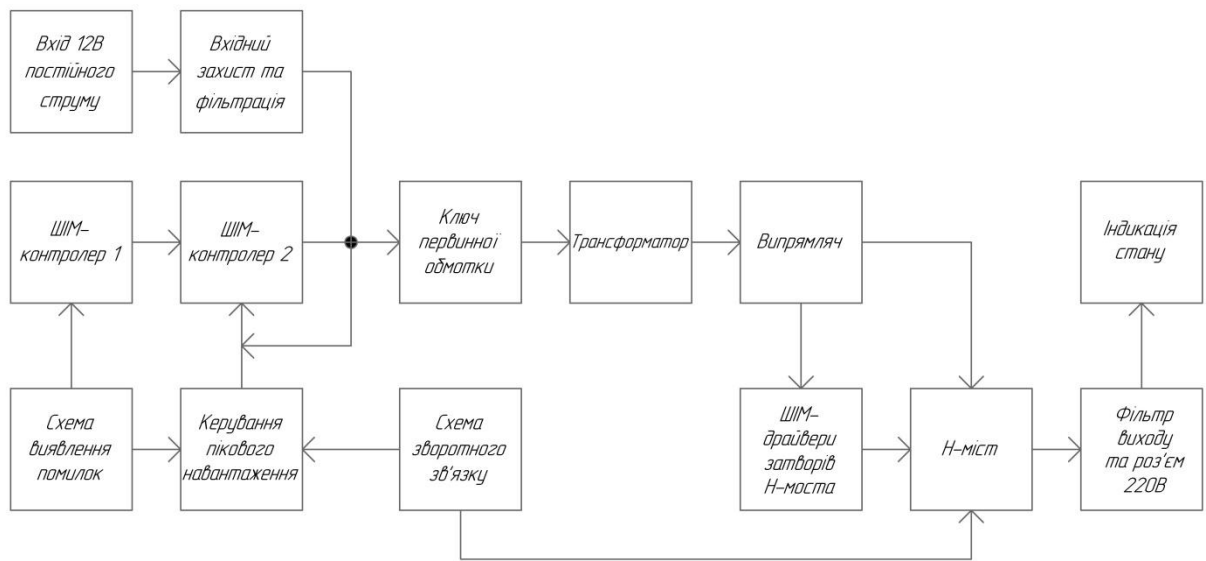 Вхід 12В
постійного
струму
Вхідний
захист та
фільтрація
ШІМ-
контролер 1
ШІМ-
контролер 2
Ключ
первинної
обмотки
Трансформатор
Випрямляч
Індикація
стану
Схема
виявлення
помилок
Керування
пікового
навантаження
Схема
зворотного
зв'язку
ШІМ-
драйвери
затворів
Н-моста
Н-міст
Фільтр
виходу
та роз'єм
220В